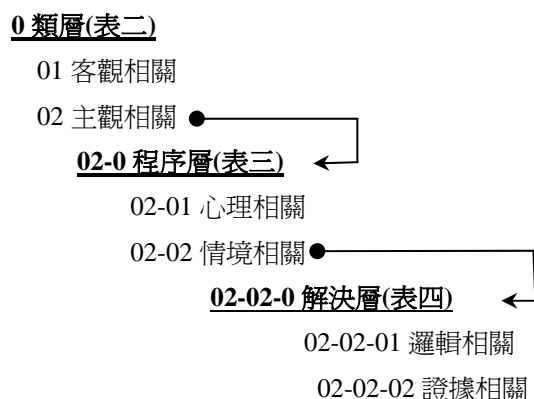 0 類層(表二)
01 客觀相關
02 主觀相關
02-0 程序層(表三)
02-01 心理相關
02-02 情境相關
02-02-0 解決層(表四)
02-02-01 邏輯相關
02-02-02 證據相關